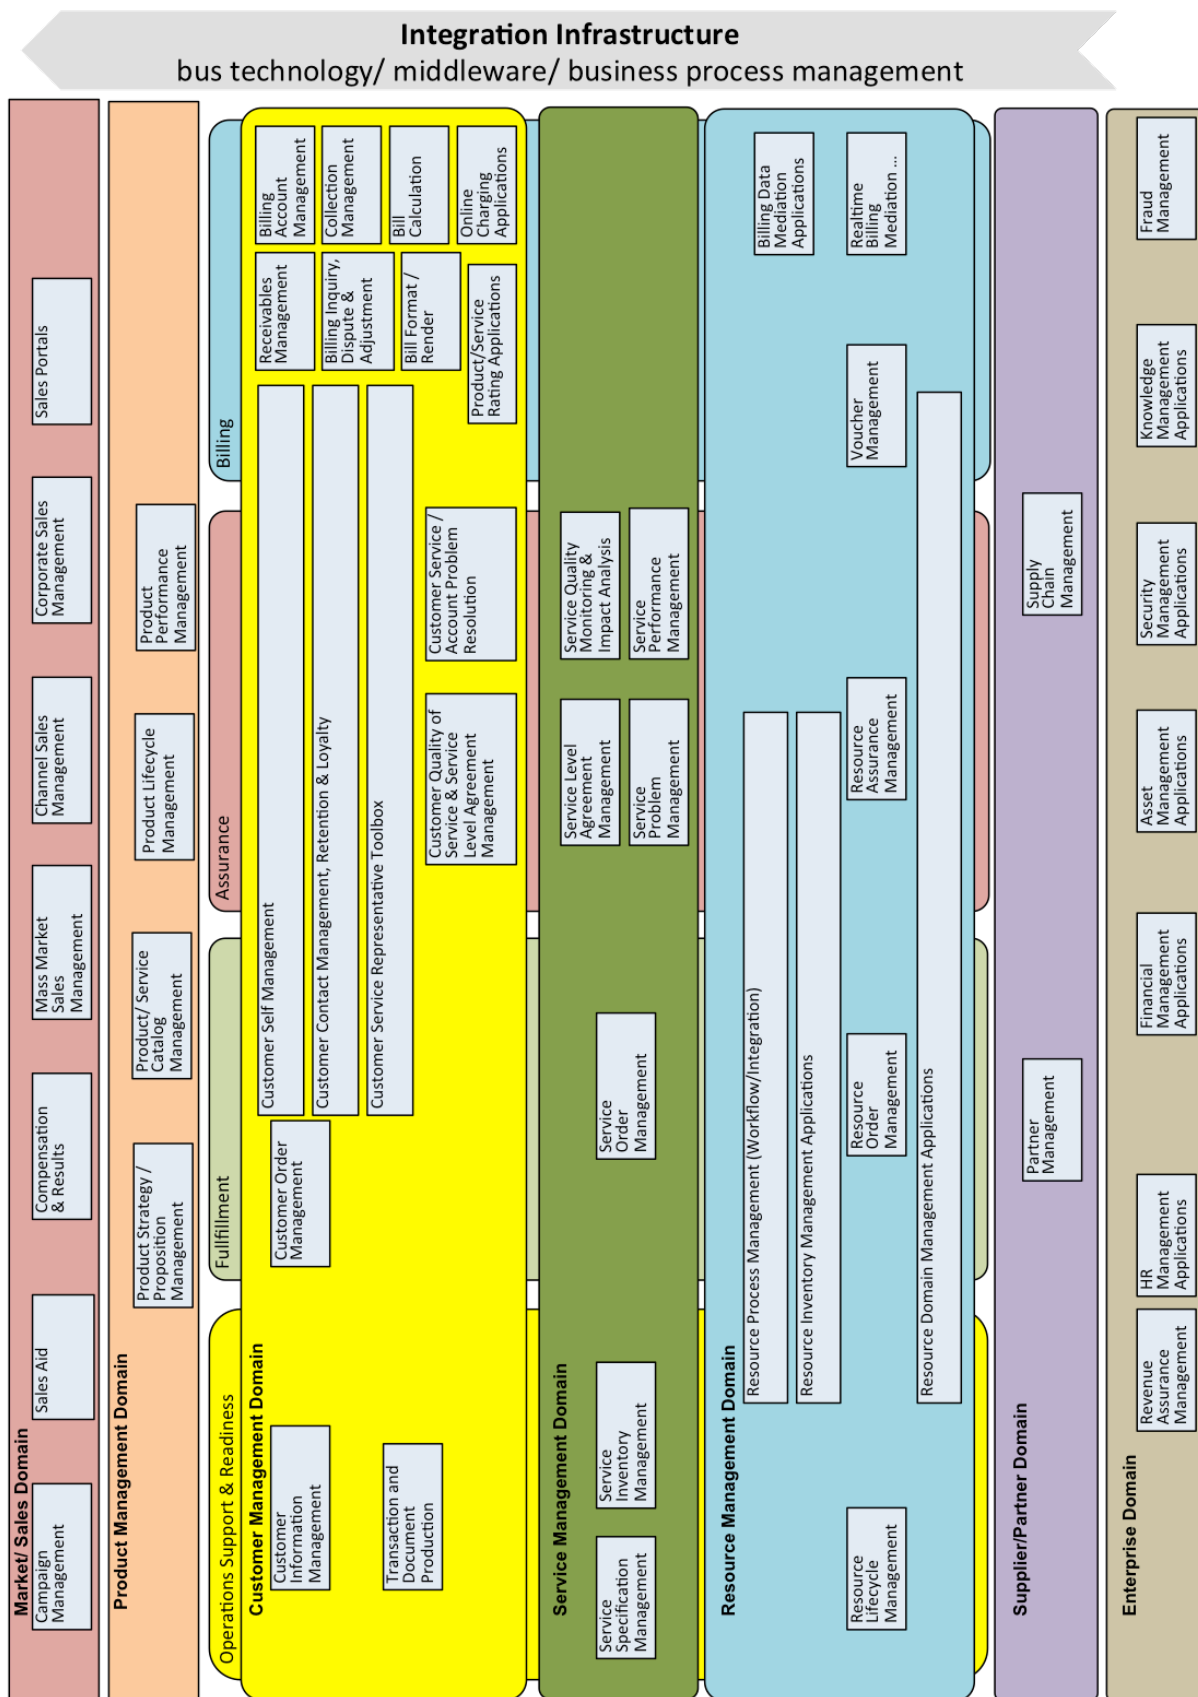 Integration Infrastructure
bus technology/ middleware/ business process management
Market/ Sales Domain
Campaign
Management
Sales Aid
Compensation
& Results
Mass Market
Sales
Management
Channel Sales
Management
Corporate Sales
Management
Sales Portals
Product Management Domain
Product Strategy /
Proposition
Management
Product/ Service
Catalog
Management
Product Lifecycle
Management
Product
Performance
Management
Operations Support & Readiness
Fullfillment
Assurance
Billing
Customer Management Domain
Customer
Information
Management
Transaction and
Document
Production
Customer Order
Management
Customer Self Management
Customer Contact Management, Retention & Loyalty
Customer Service Representative Toolbox
Customer Quality of
Service & Service
Level Agreement
Management
Customer Service /
Account Problem
Resolution
Receivables
Management
Billing Inquiry,
Dispute &
Adjustment
Bill Format /
Render
Product/Service
Rating Applications
Billing
Account
Management
Collection
Management
Bill
Calculation
Online
Charging
Applications
Service Management Domain
Service
Specification
Management
Service
Inventory
Management
Service
Order
Management
Service Level
Agreement
Management
Service
Problem
Management
Service Quality
Monitoring &
Impact Analysis
Service
Performance
Management
Resource Management Domain
Resource
Lifecycle
Management
Resource Process Management (Workflow/Integration)
Resource Inventory Management Applications
Resource
Order
Management
Resource
Assurance
Management
Voucher
Management
Billing Data
Mediation
Applications
Realtime
Billing
Mediation ...
Resource Domain Management Applications
Supplier/Partner Domain
Partner
Management
Supply
Chain
Management
Enterprise Domain
Revenue
Assurance
Management
HR
Management
Applications
Financial
Management
Applications
Asset
Management
Applications
Security
Management
Applications
Knowledge
Management
Applications
Fraud
Management